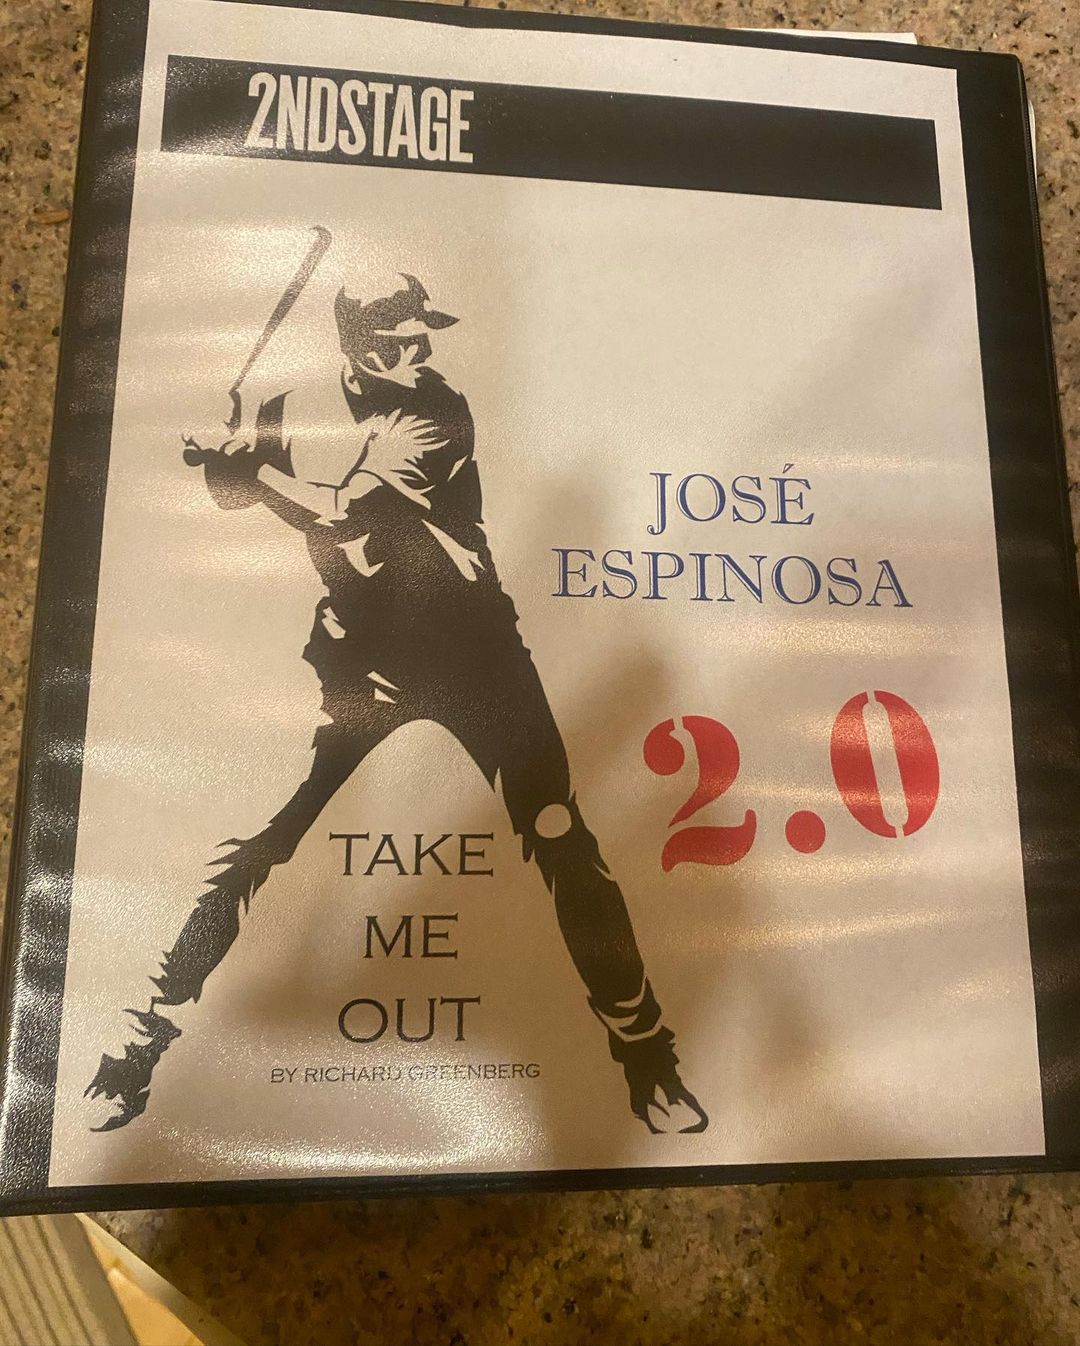 2NDSTAGE
JOSÉ
ESPINOSA
2.0
TAKE
ME
OUT
BY RICHARD GREENBERG